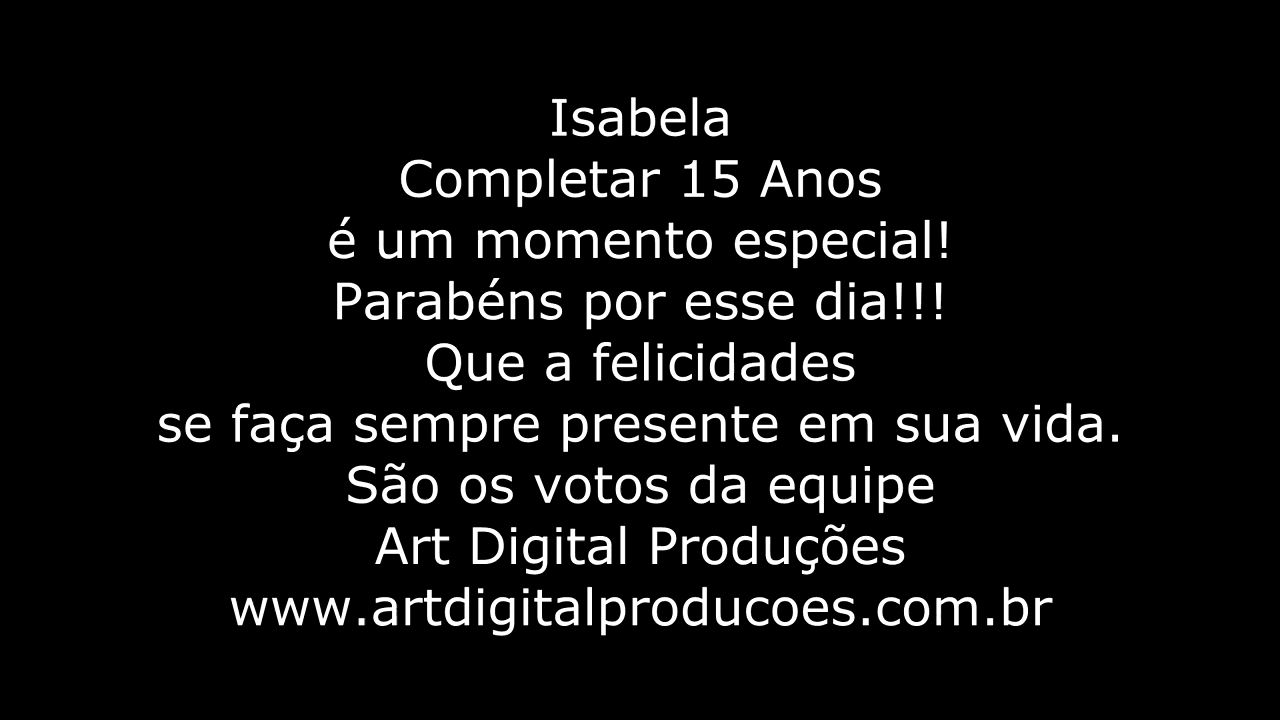 Isabela
Completar 15 Anos
é um momento especial!
Parabéns por esse dia!!!
Que a felicidades
se faça sempre presente em sua vida.
São os votos da equipe
Art Digital Produções
www.artdigitalproducoes.com.br